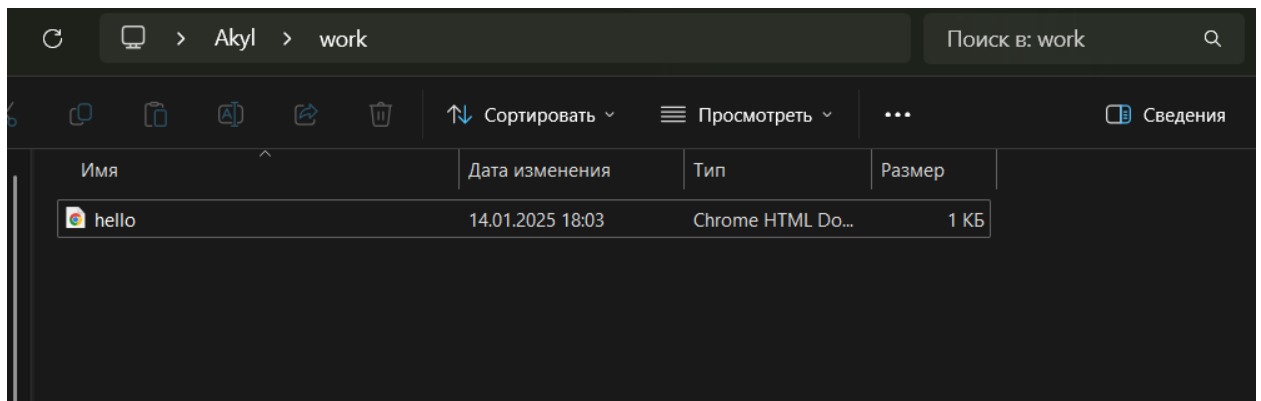 Akyl > work Поиск в: work
Сортировать Просмотреть ... Сведения
Имя Дата изменения Тип Размер
hello 14.01.2025 18:03 Chrome HTML Do... 1 КБ